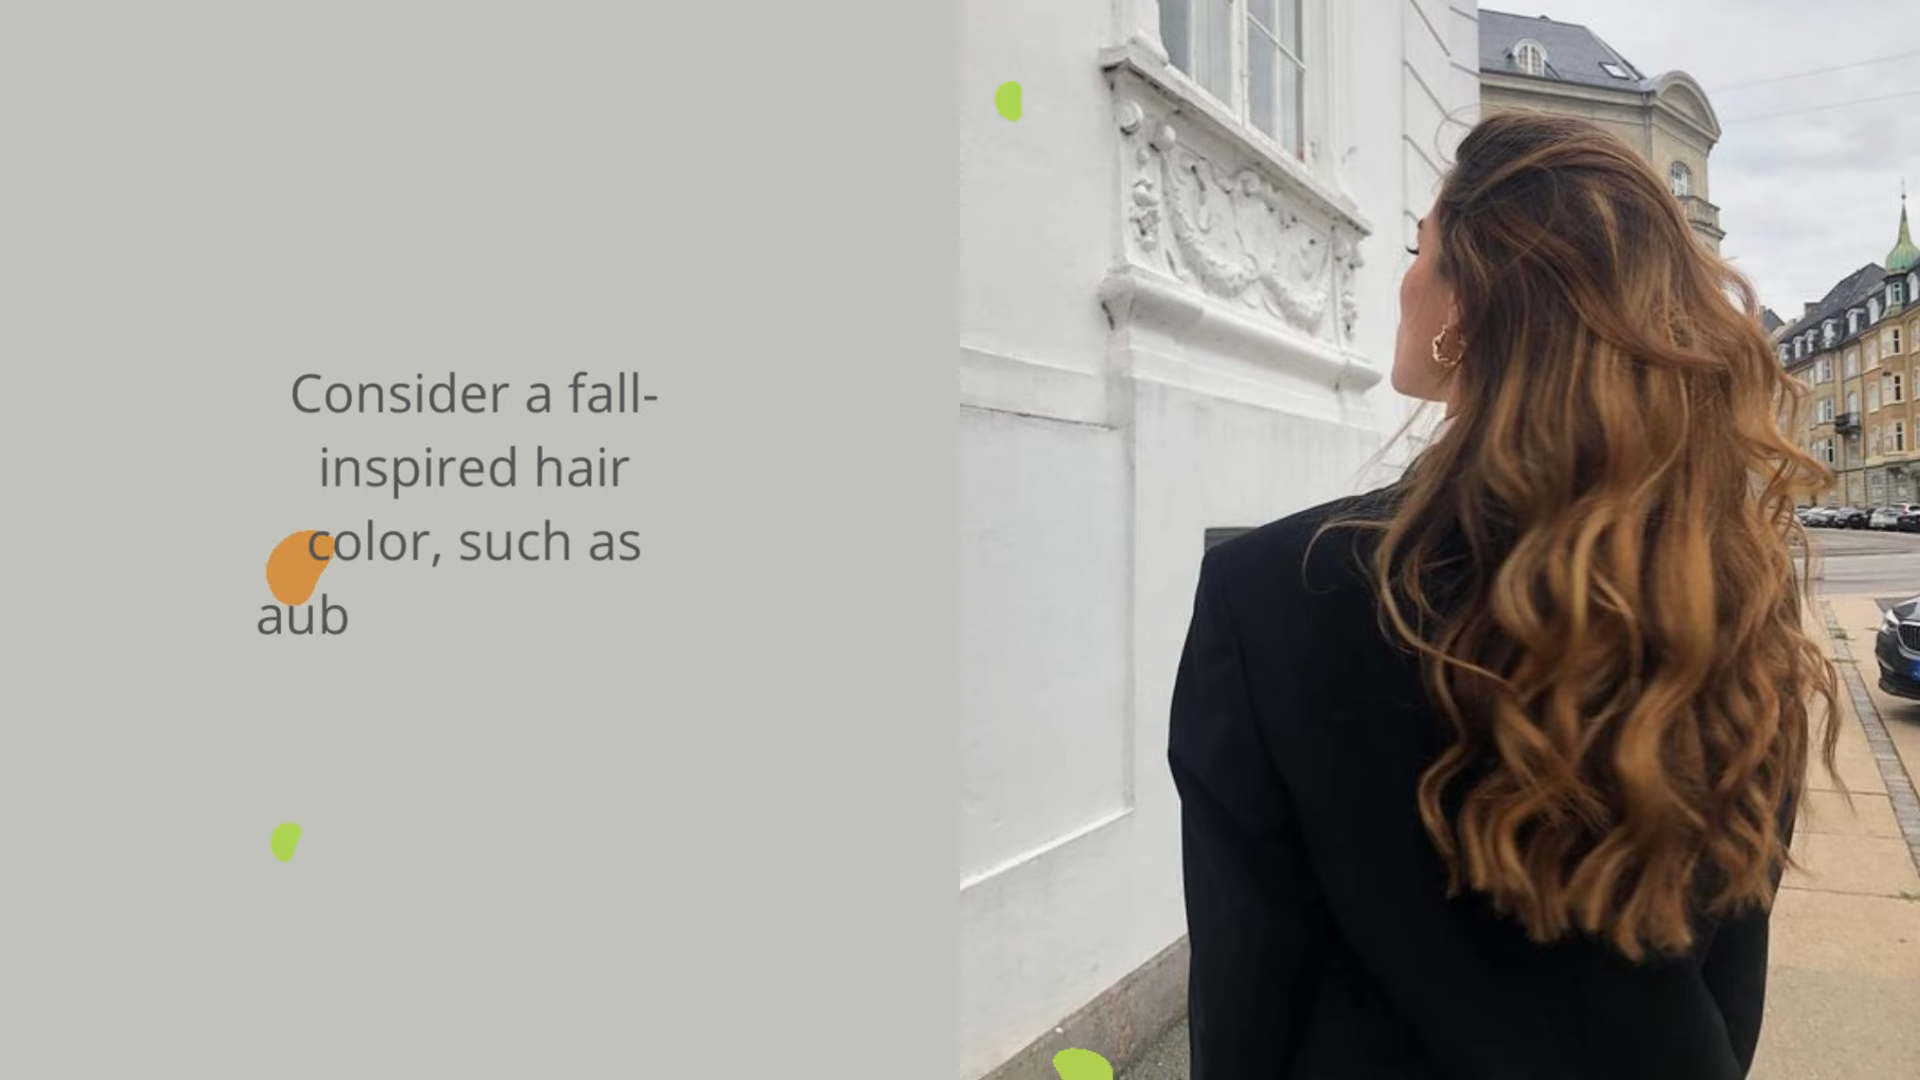 Consider a fall-
inspired hair
color, such as
aub